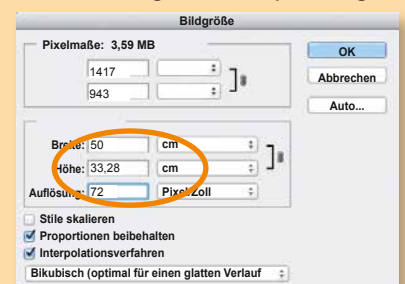 Bildgröße
Pixelmaße: 3,59 MB
OK
1417
Abbrechen
943
Auto...
Breite: 50 cm
Höhe: 33,28 cm
Auflösung: 72 Pixel/Zoll
Stile skalieren
Proportionen beibehalten
Interpolationsverfahren
Bikubisch (optimal für einen glatten Verlauf